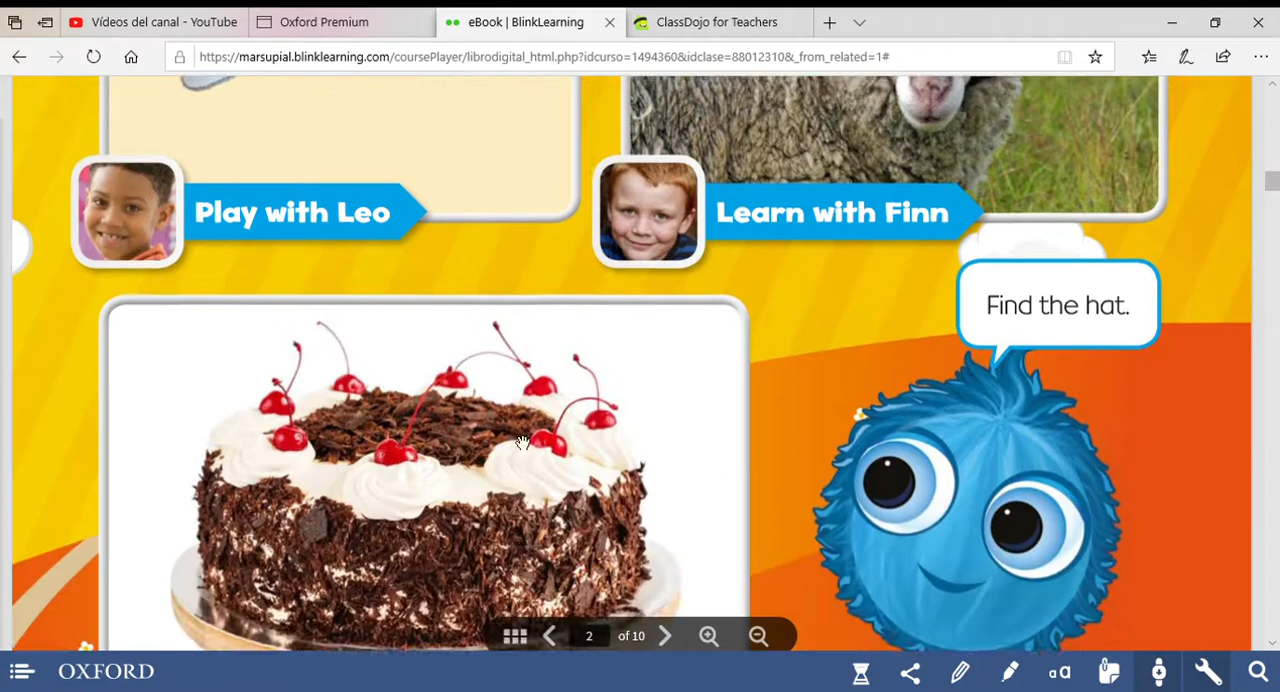 Vídeos del canal - YouTube
Oxford Premium
eBook | BlinkLearning
ClassDojo for Teachers
https://marsupial.blinklearning.com/coursePlayer/librodigital_html.php?idcurso=1494360&idclase=88012310&_from_related=1#
Play with Leo
Learn with Finn
Find the hat.
2 of 10
OXFORD
aA